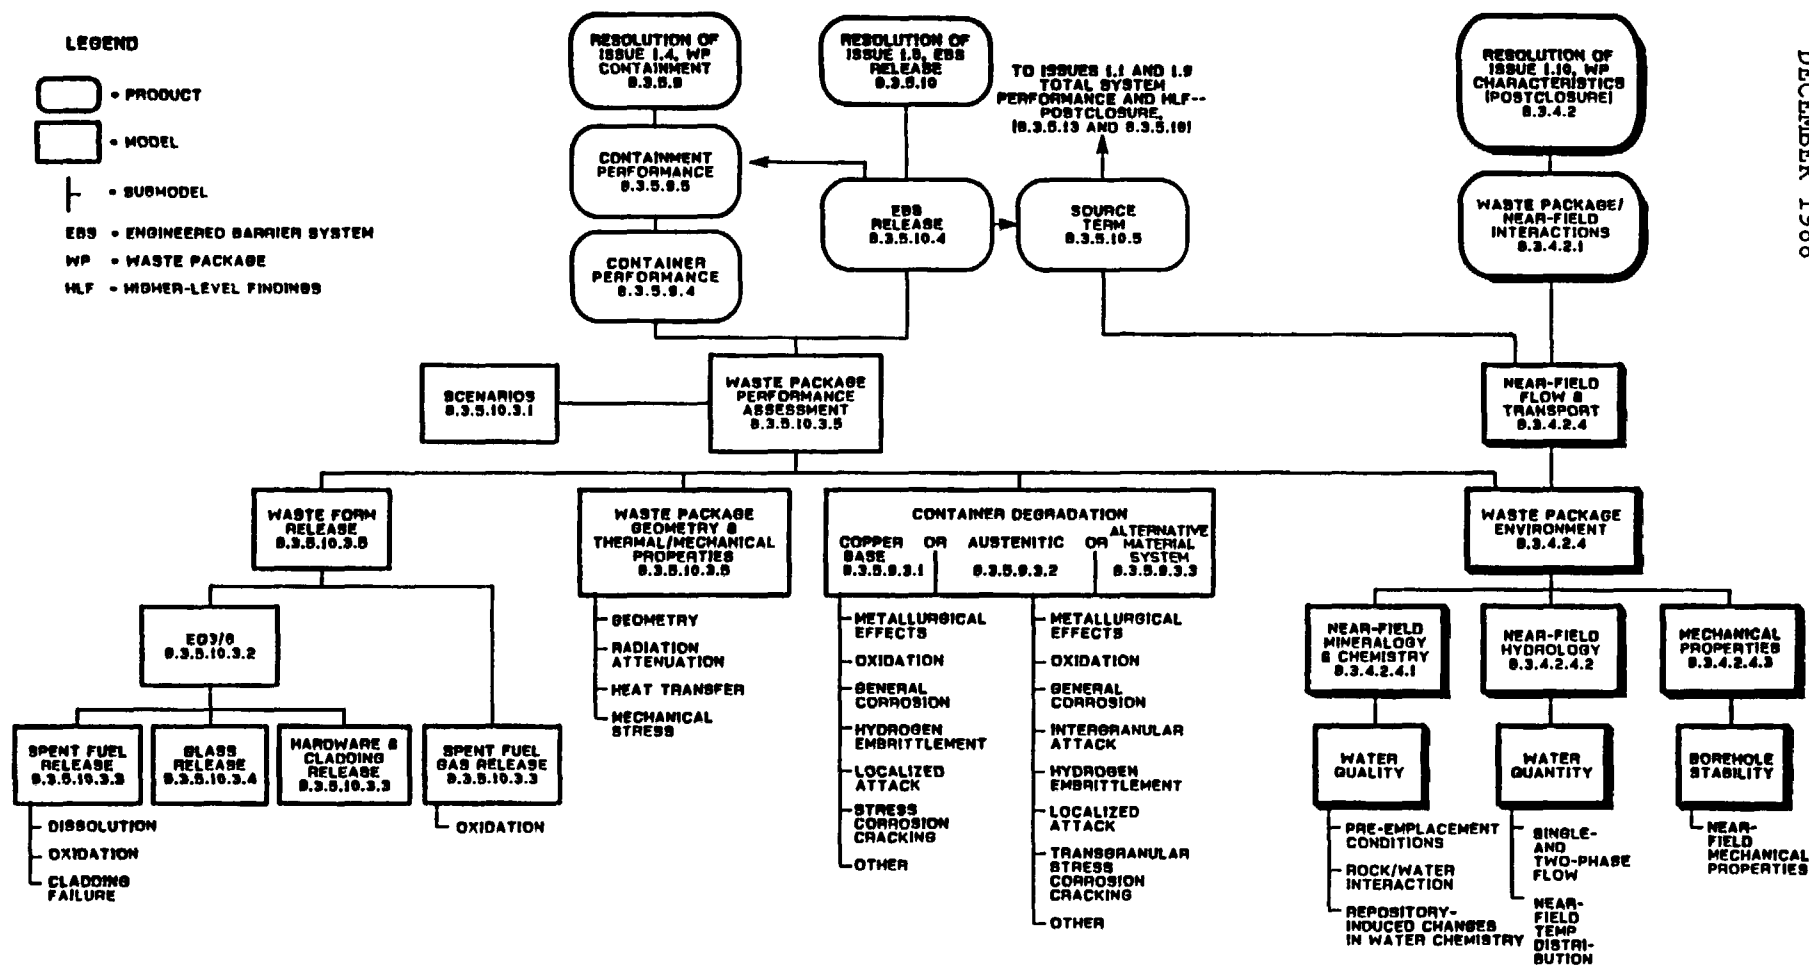 LEGEND
= PRODUCT
= MODEL
= SUBMODEL
EBS = ENGINEERED BARRIER SYSTEM
WP = WASTE PACKAGE
HLF = HIGHER-LEVEL FINDINGS
RESOLUTION OF
ISSUE 1.4, WP
CONTAINMENT
8.3.5.9
RESOLUTION OF
ISSUE 1.5, EBS
RELEASE
8.3.5.10
TO ISSUES 1.1 AND 1.9
TOTAL SYSTEM
PERFORMANCE AND HLF--
POSTCLOSURE,
(8.3.5.13 AND 8.3.5.18)
RESOLUTION OF
ISSUE 1.10, WP
CHARACTERISTICS
(POSTCLOSURE)
8.3.4.2
DECEMBER 1988
CONTAINMENT
PERFORMANCE
8.3.5.9.5
EBS
RELEASE
8.3.5.10.4
SOURCE
TERM
8.3.5.10.5
WASTE PACKAGE/
NEAR-FIELD
INTERACTIONS
8.3.4.2.1
CONTAINER
PERFORMANCE
8.3.5.9.4
SCENARIOS
8.3.5.10.3.1
WASTE PACKAGE
PERFORMANCE
ASSESSMENT
8.3.5.10.3.5
NEAR-FIELD
FLOW &
TRANSPORT
8.3.4.2.4
WASTE FORM
RELEASE
8.3.5.10.3.5
WASTE PACKAGE
GEOMETRY &
THERMAL/MECHANICAL
PROPERTIES
8.3.5.10.3.5
CONTAINER DEGRADATION
COPPER
BASE
8.3.5.9.3.1
OR
AUSTENITIC
8.3.5.9.3.2
OR
ALTERNATIVE
MATERIAL
SYSTEM
8.3.5.9.3.3
WASTE PACKAGE
ENVIRONMENT
8.3.4.2.4
EQ3/6
8.3.5.10.3.2
SPENT FUEL
RELEASE
8.3.5.10.3.3
GLASS
RELEASE
8.3.5.10.3.4
HARDWARE &
CLADDING
RELEASE
8.3.5.10.3.3
SPENT FUEL
GAS RELEASE
8.3.5.10.3.3
DISSOLUTION
OXIDATION
CLADDING
FAILURE
OXIDATION
GEOMETRY
RADIATION
ATTENUATION
HEAT TRANSFER
MECHANICAL
STRESS
METALLURGICAL
EFFECTS
OXIDATION
GENERAL
CORROSION
HYDROGEN
EMBRITTLEMENT
LOCALIZED
ATTACK
STRESS
CORROSION
CRACKING
OTHER
METALLURGICAL
EFFECTS
OXIDATION
GENERAL
CORROSION
INTERGRANULAR
ATTACK
HYDROGEN
EMBRITTLEMENT
LOCALIZED
ATTACK
TRANSGRANULAR
STRESS
CORROSION
CRACKING
OTHER
NEAR-FIELD
MINERALOGY
& CHEMISTRY
8.3.4.2.4.1
NEAR-FIELD
HYDROLOGY
8.3.4.2.4.2
MECHANICAL
PROPERTIES
8.3.4.2.4.3
WATER
QUALITY
WATER
QUANTITY
BOREHOLE
STABILITY
PRE-EMPLACEMENT
CONDITIONS
ROCK/WATER
INTERACTION
REPOSITORY-
INDUCED CHANGES
IN WATER CHEMISTRY
SINGLE-
AND
TWO-PHASE
FLOW
NEAR-
FIELD
TEMP
DISTRI-
BUTION
NEAR-
FIELD
MECHANICAL
PROPERTIES